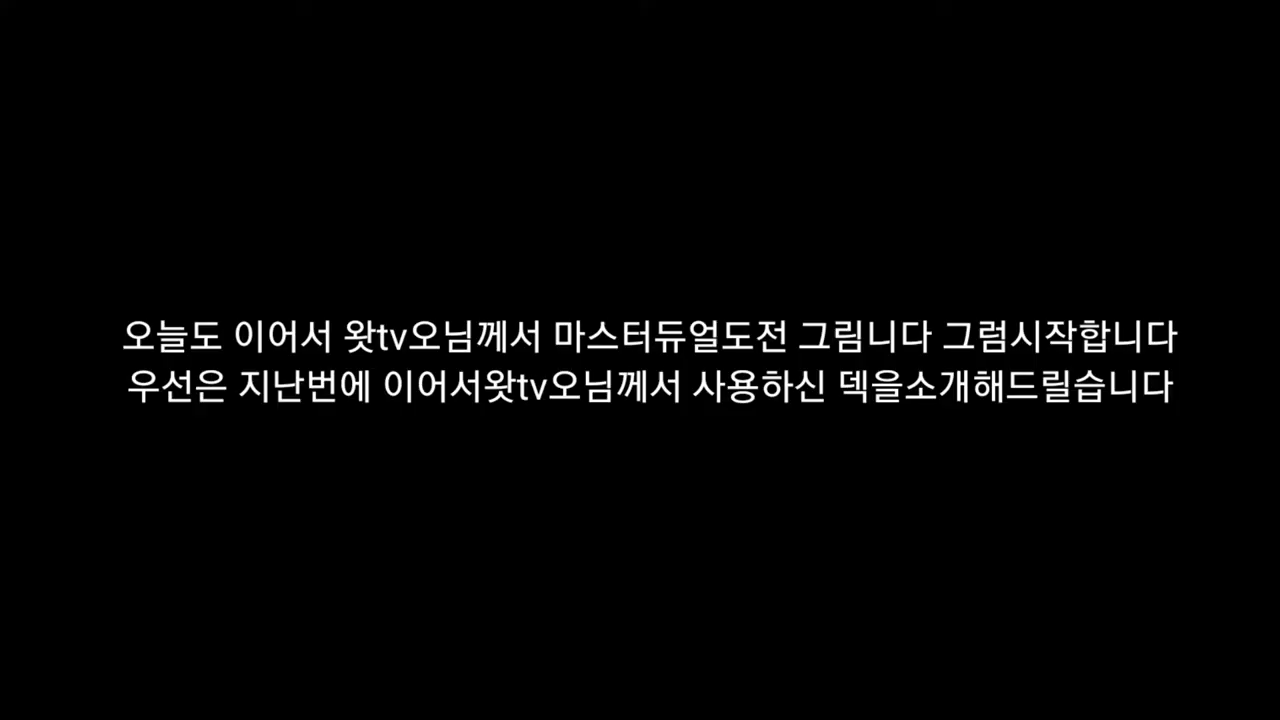 오늘도 이어서 왓tv오님께서 마스터듀얼도전 그림니다 그럼시작합니다
우선은 지난번에 이어서왓tv오님께서 사용하신 덱을소개해드릴습니다